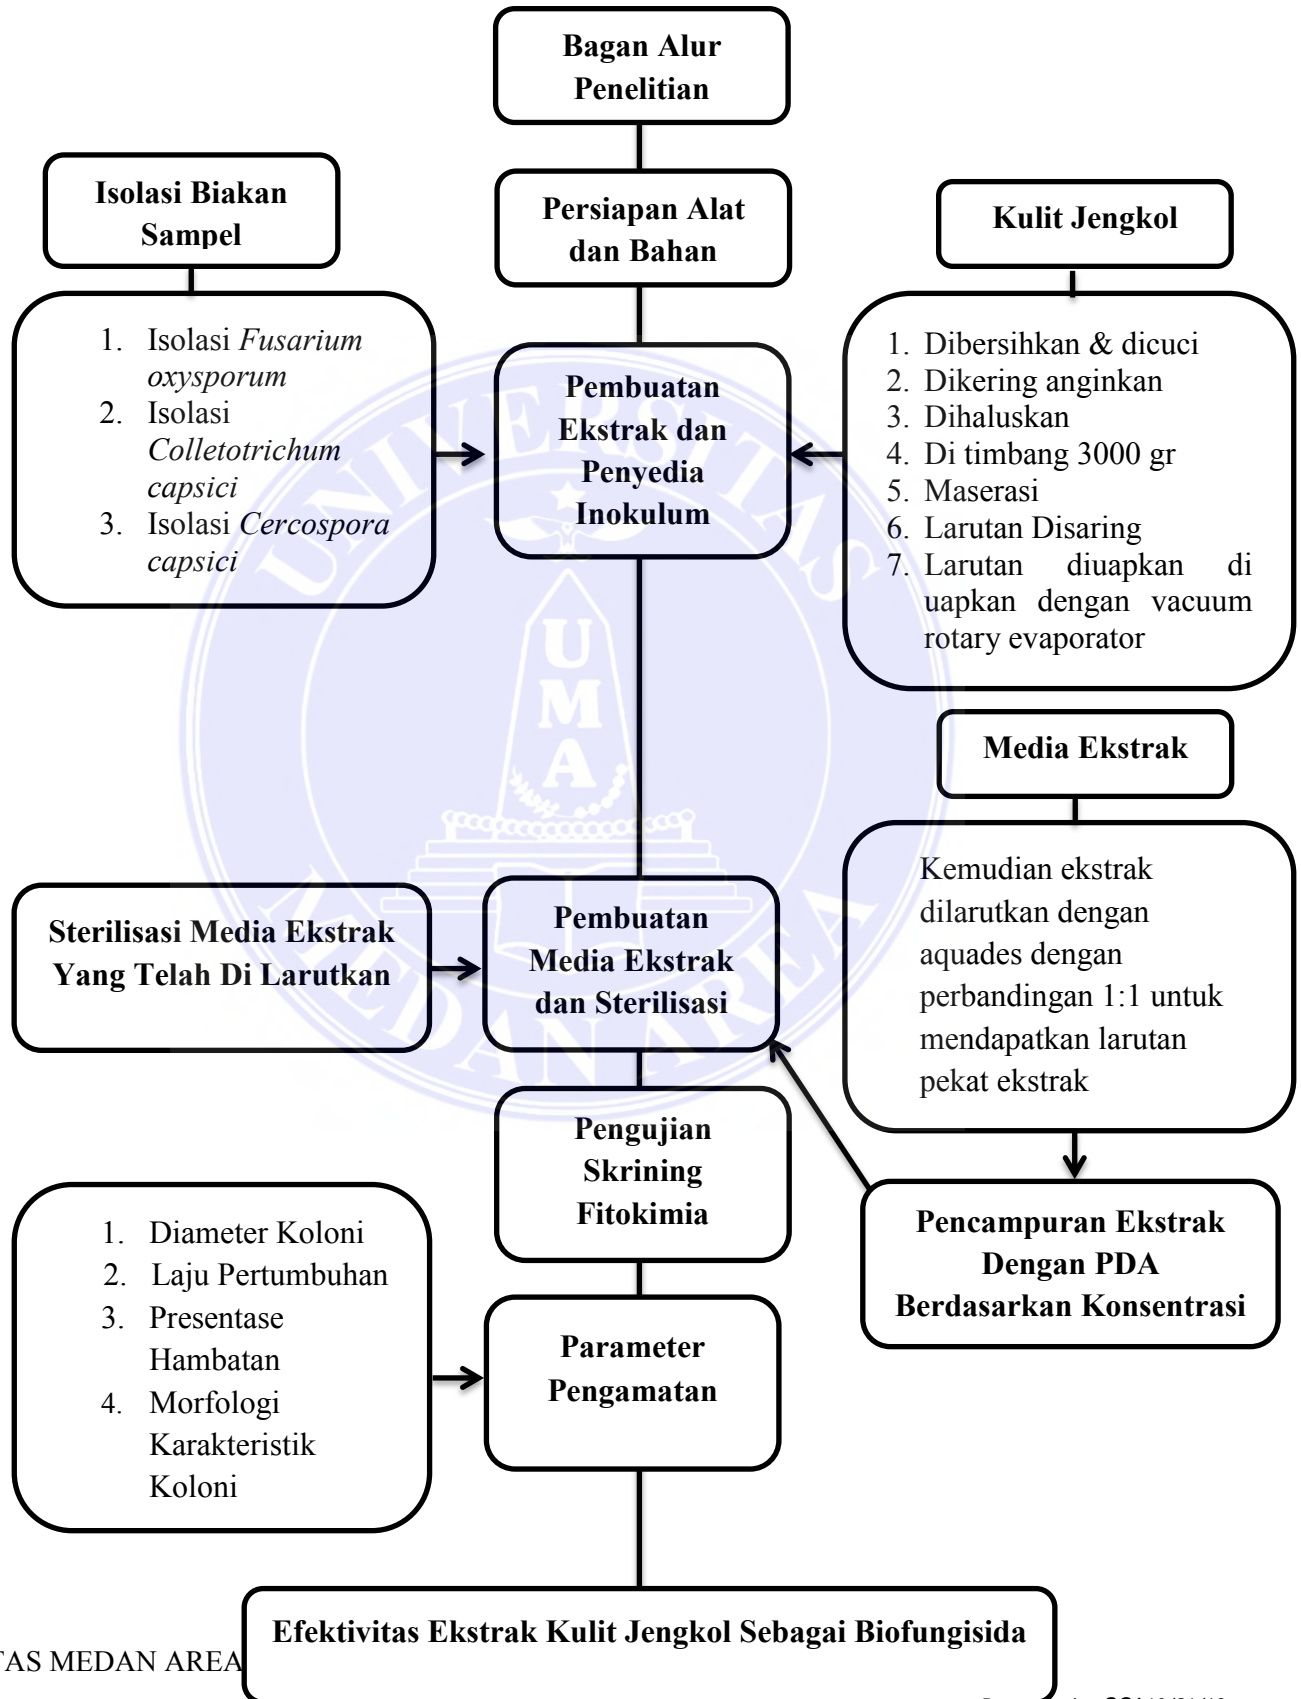 Bagan Alur
Penelitian
Isolasi Biakan
Sampel
Persiapan Alat
dan Bahan
Kulit Jengkol
1. Isolasi Fusarium
oxysporum
2. Isolasi
Colletotrichum
capsici
3. Isolasi Cercospora
capsici
Pembuatan
Ekstrak dan
Penyedia
Inokulum
1. Dibersihkan & dicuci
2. Dikering anginkan
3. Dihaluskan
4. Di timbang 3000 gr
5. Maserasi
6. Larutan Disaring
7. Larutan diuapkan di
uapkan dengan vacuum
rotary evaporator
UNIVERSITAS
UMA
MEDAN AREA
Media Ekstrak
Kemudian ekstrak
dilarutkan dengan
aquades dengan
perbandingan 1:1 untuk
mendapatkan larutan
pekat ekstrak
Sterilisasi Media Ekstrak
Yang Telah Di Larutkan
Pembuatan
Media Ekstrak
dan Sterilisasi
Pengujian
Skrining
Fitokimia
Pencampuran Ekstrak
Dengan PDA
Berdasarkan Konsentrasi
1. Diameter Koloni
2. Laju Pertumbuhan
3. Presentase
Hambatan
4. Morfologi
Karakteristik
Koloni
Parameter
Pengamatan
Efektivitas Ekstrak Kulit Jengkol Sebagai Biofungisida
TAS MEDAN AREA